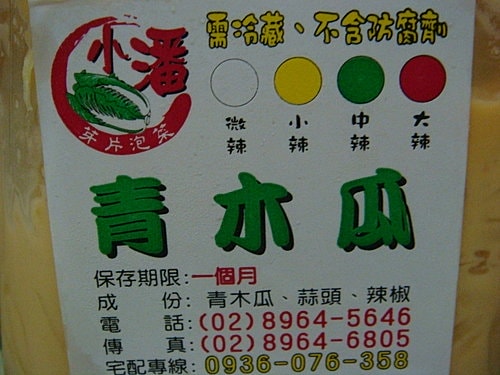 小潘
芽片泡菜
需冷藏、不含防腐劑
微辣 小辣 中辣 大辣
青木瓜
保存期限:一個月
成份:青木瓜、蒜頭、辣椒
電話:(02)8964-5646
傳真:(02)8964-6805
宅配專線:0936-076-358